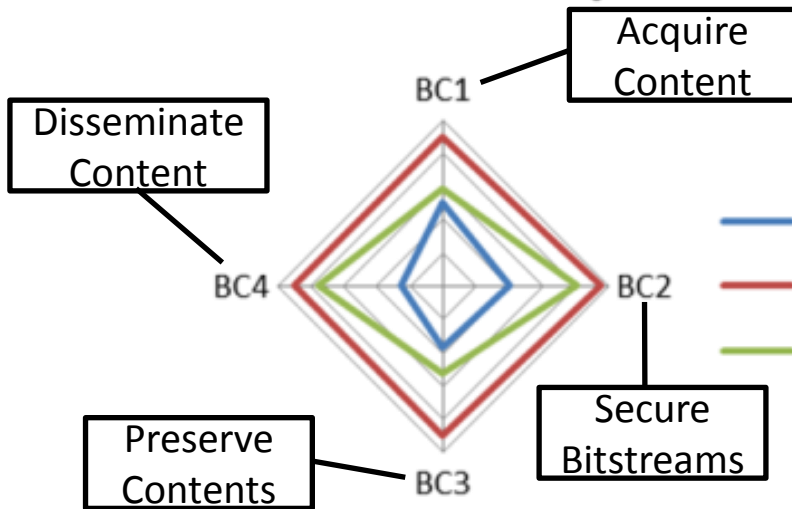 Acquire
Content
BC1
Disseminate
Content
BC4
BC2
Secure
Bitstreams
Preserve
Contents
BC3